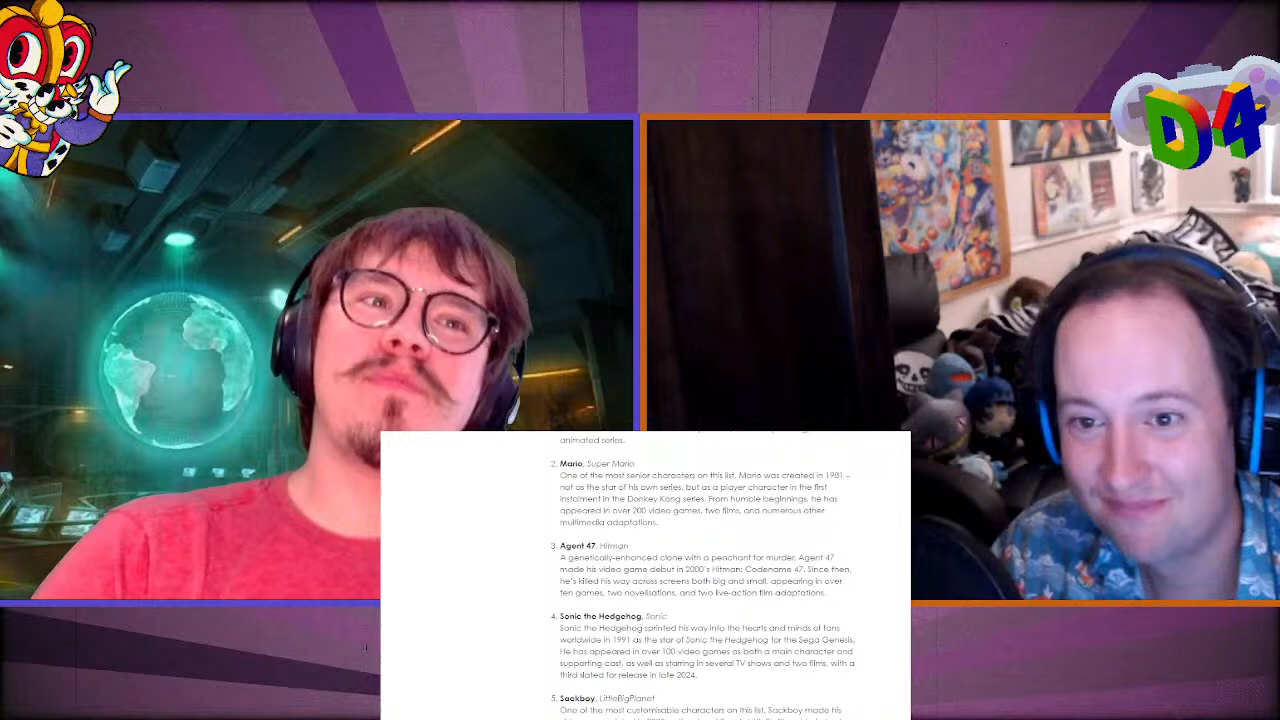 D4
animated series.
2. Mario, Super Mario
One of the most senior characters on this list, Mario was created in 1981 –
not as the star of his own series, but as a player character in the first
instalment in the Donkey Kong series. From humble beginnings, he has
appeared in over 200 video games, two films, and numerous other
multimedia adaptations.
3. Agent 47, Hitman
A genetically-enhanced clone with a penchant for murder, Agent 47
made his video game debut in 2000's Hitman: Codename 47. Since then,
he's killed his way across screens both big and small, appearing in over
ten games, two novelisations, and two live-action film adaptations.
4. Sonic the Hedgehog, Sonic
Sonic the Hedgehog sprinted his way into the hearts and minds of fans
worldwide in 1991 as the star of Sonic the Hedgehog for the Sega Genesis.
He has appeared in over 100 video games as both a main character and
supporting cast, as well as starring in several TV shows and two films, with a
third slated for release in late 2024.
5. Sackboy, LittleBigPlanet
One of the most customisable characters on this list, Sackboy made his